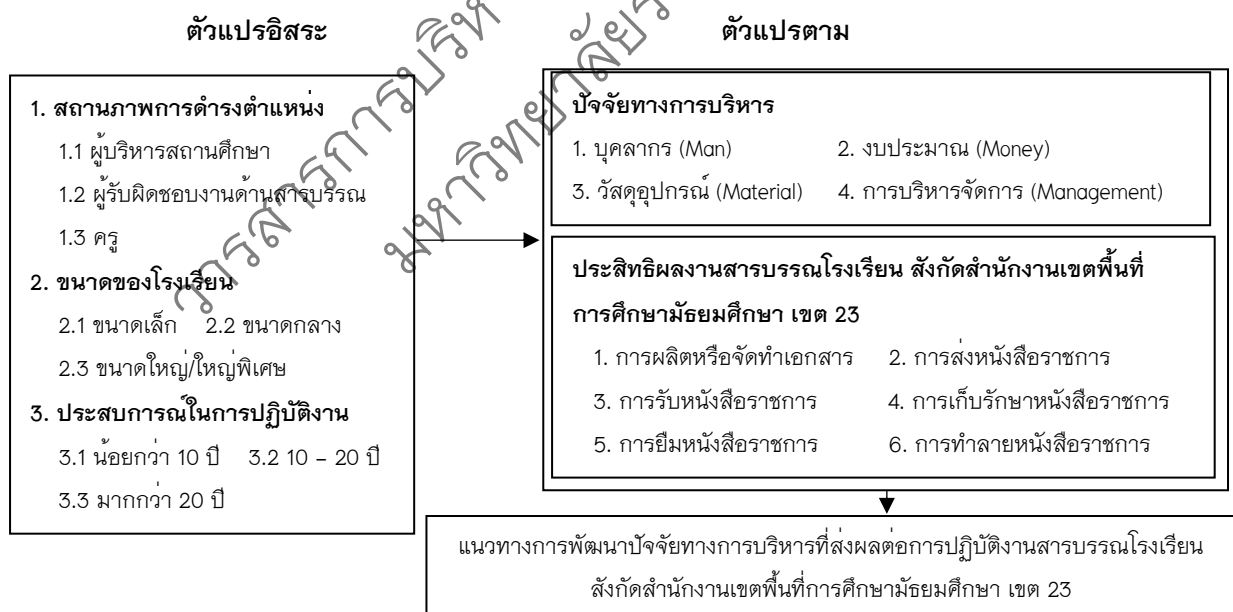 ตัวแปรอิสระ
1. สถานภาพการดำรงตำแหน่ง
1.1 ผู้บริหารสถานศึกษา
1.2 ผู้รับผิดชอบงานด้านสารบรรณ
1.3 ครู
2. ขนาดของโรงเรียน
2.1 ขนาดเล็ก 2.2 ขนาดกลาง
2.3 ขนาดใหญ่/ใหญ่พิเศษ
3. ประสบการณ์ในการปฏิบัติงาน
3.1 น้อยกว่า 10 ปี 3.2 10 – 20 ปี
3.3 มากกว่า 20 ปี
ตัวแปรตาม
ปัจจัยทางการบริหาร
1. บุคลากร (Man) 2. งบประมาณ (Money)
3. วัสดุอุปกรณ์ (Material) 4. การบริหารจัดการ (Management)
ประสิทธิผลงานสารบรรณโรงเรียน สังกัดสำนักงานเขตพื้นที่
การศึกษามัธยมศึกษา เขต 23
1. การผลิตหรือจัดทำเอกสาร 2. การส่งหนังสือราชการ
3. การรับหนังสือราชการ 4. การเก็บรักษาหนังสือราชการ
5. การยืมหนังสือราชการ 6. การทำลายหนังสือราชการ
แนวทางการพัฒนาปัจจัยทางการบริหารที่ส่งผลต่อการปฏิบัติงานสารบรรณโรงเรียน
สังกัดสำนักงานเขตพื้นที่การศึกษามัธยมศึกษา เขต 23
วารสารการบริห
มหาวิทยาลัย